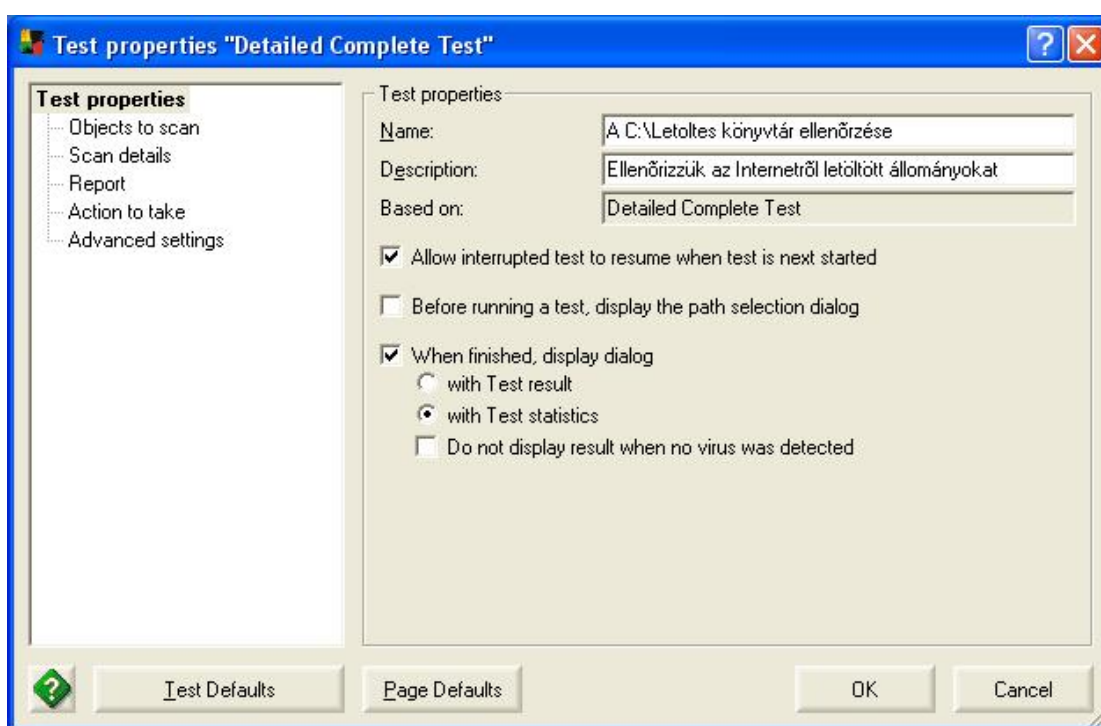 Test properties "Detailed Complete Test"
Test properties
Objects to scan
Scan details
Report
Action to take
Advanced settings
Test properties
Name:
A C:\Letoltes könyvtár ellenõrzése
Description:
Ellenõrizzük az Internetrõl letöltött állományokat
Based on:
Detailed Complete Test
Allow interrupted test to resume when test is next started
Before running a test, display the path selection dialog
When finished, display dialog
with Test result
with Test statistics
Do not display result when no virus was detected
Test Defaults
Page Defaults
OK
Cancel